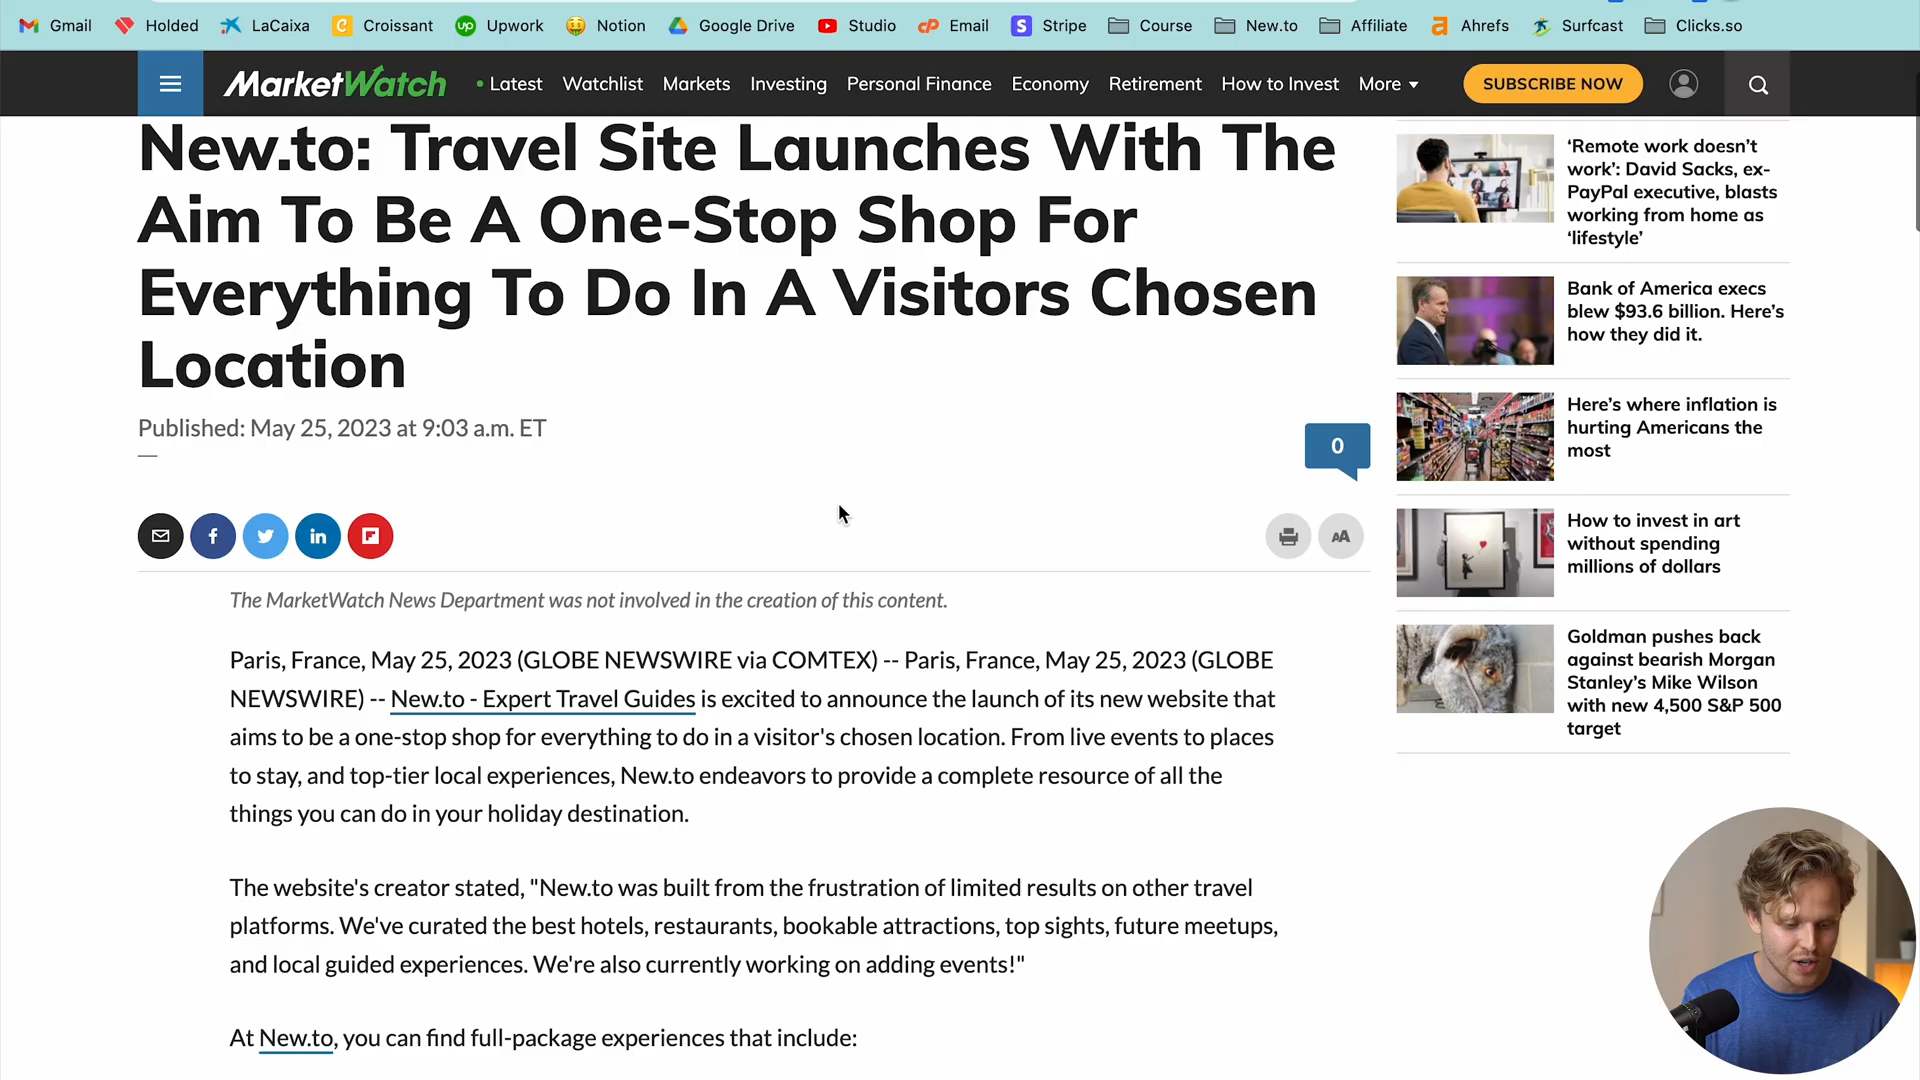 Gmail Holded LaCaixa Croissant Upwork Notion Google Drive Studio Email Stripe Course New.to Affiliate Ahrefs Surfcast Clicks.so
MarketWatch • Latest Watchlist Markets Investing Personal Finance Economy Retirement How to Invest More SUBSCRIBE NOW
New.to: Travel Site Launches With The
Aim To Be A One-Stop Shop For
Everything To Do In A Visitors Chosen
Location
Published: May 25, 2023 at 9:03 a.m. ET
0
AA
The MarketWatch News Department was not involved in the creation of this content.
Paris, France, May 25, 2023 (GLOBE NEWSWIRE via COMTEX) -- Paris, France, May 25, 2023 (GLOBE
NEWSWIRE) -- New.to - Expert Travel Guides is excited to announce the launch of its new website that
aims to be a one-stop shop for everything to do in a visitor's chosen location. From live events to places
to stay, and top-tier local experiences, New.to endeavors to provide a complete resource of all the
things you can do in your holiday destination.
The website's creator stated, "New.to was built from the frustration of limited results on other travel
platforms. We've curated the best hotels, restaurants, bookable attractions, top sights, future meetups,
and local guided experiences. We're also currently working on adding events!"
At New.to, you can find full-package experiences that include:
‘Remote work doesn’t
work’: David Sacks, ex-
PayPal executive, blasts
working from home as
‘lifestyle’
Bank of America execs
blew $93.6 billion. Here’s
how they did it.
Here’s where inflation is
hurting Americans the
most
How to invest in art
without spending
millions of dollars
Goldman pushes back
against bearish Morgan
Stanley’s Mike Wilson
with new 4,500 S&P 500
target